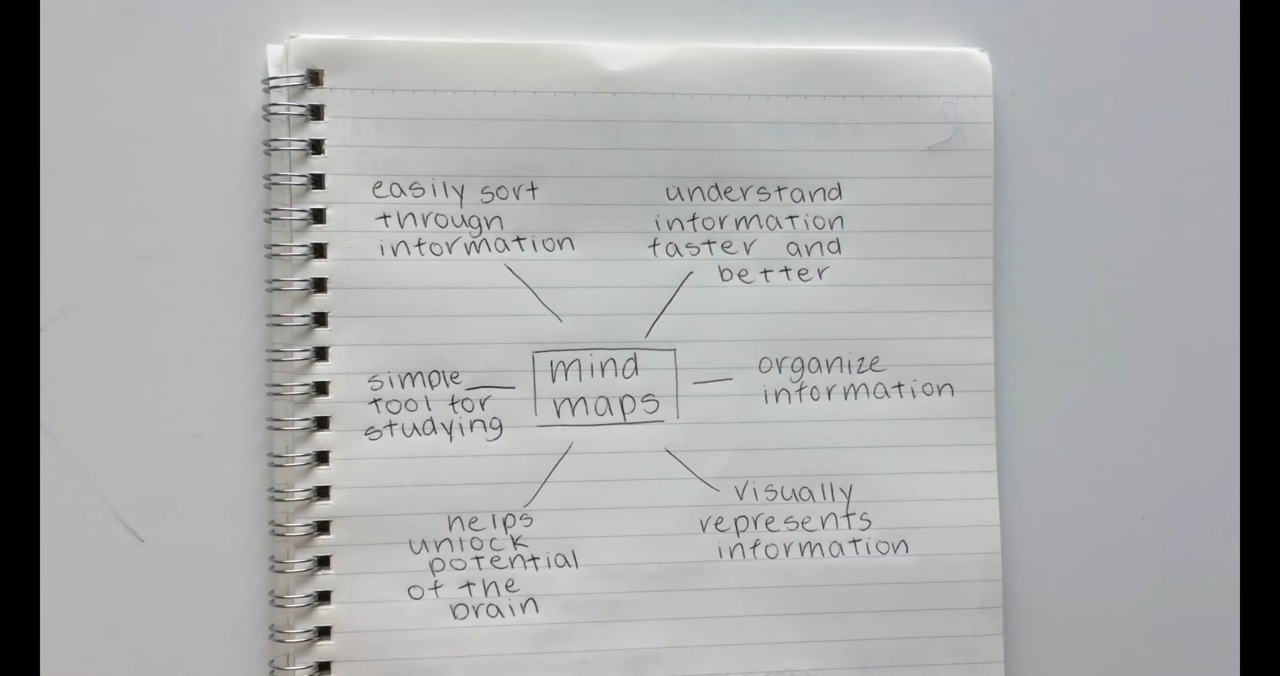 easily sort
through
information
understand
information
faster and
better
mind
maps
simple
tool for
studying
organize
information
helps
unlock
potential
of the
brain
visually
represents
information